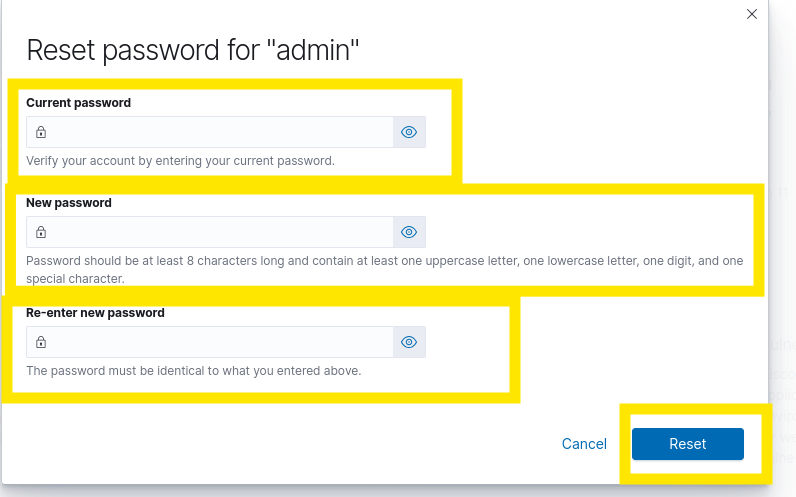 Reset password for "admin"
Current password
Verify your account by entering your current password.
New password
Password should be at least 8 characters long and contain at least one uppercase letter, one lowercase letter, one digit, and one
special character.
Re-enter new password
The password must be identical to what you entered above.
Cancel
Reset